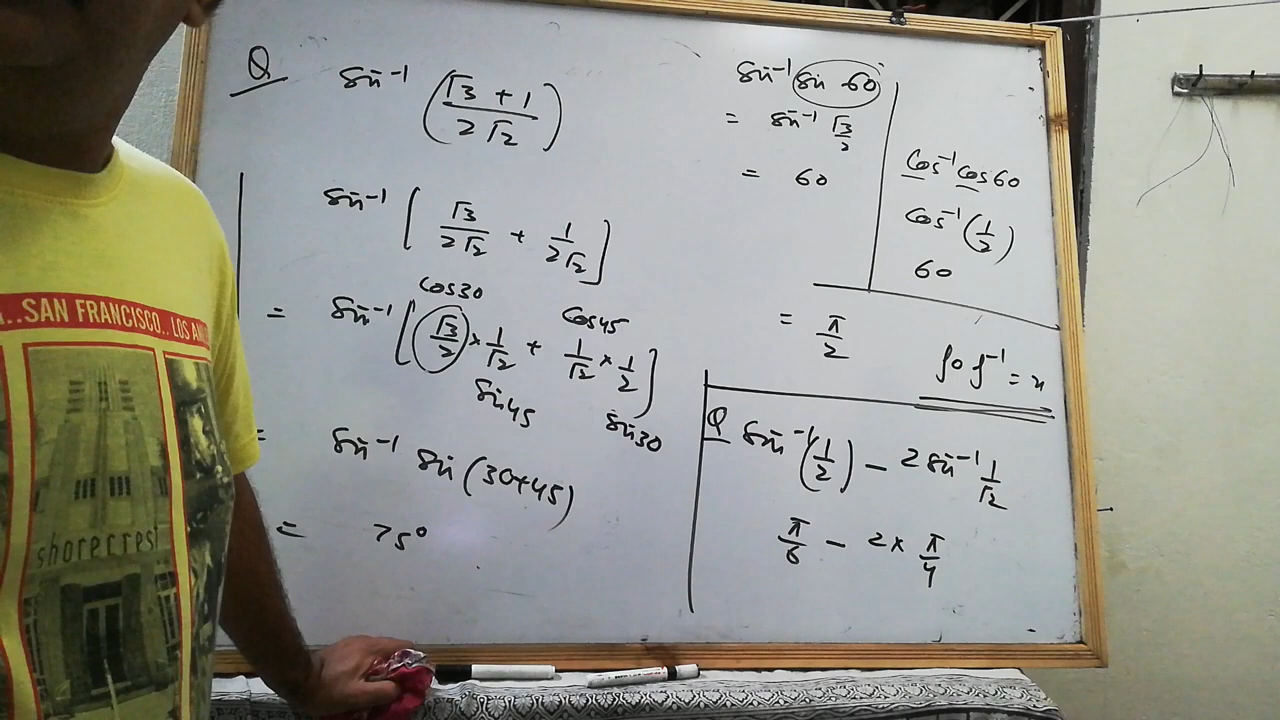 Q sin⁻¹ (√3 + 1 / 2√2)
sin⁻¹ [√3 / 2√2 + 1 / 2√2]
cos30 cos45
= sin⁻¹ [√3/2 × 1/√2 + 1/√2 × 1/2]
sin45 sin30
= sin⁻¹ sin (30+45)
= 75°
sin⁻¹ sin 60
= sin⁻¹ √3/2
= 60
cos⁻¹ cos60
cos⁻¹ (1/2)
60
= π/2
fof⁻¹ = x
Q sin⁻¹(1/2) − 2 sin⁻¹ 1/√2
π/6 − 2× π/4
..SAN FRANCISCO..LOS AN
shorecrest